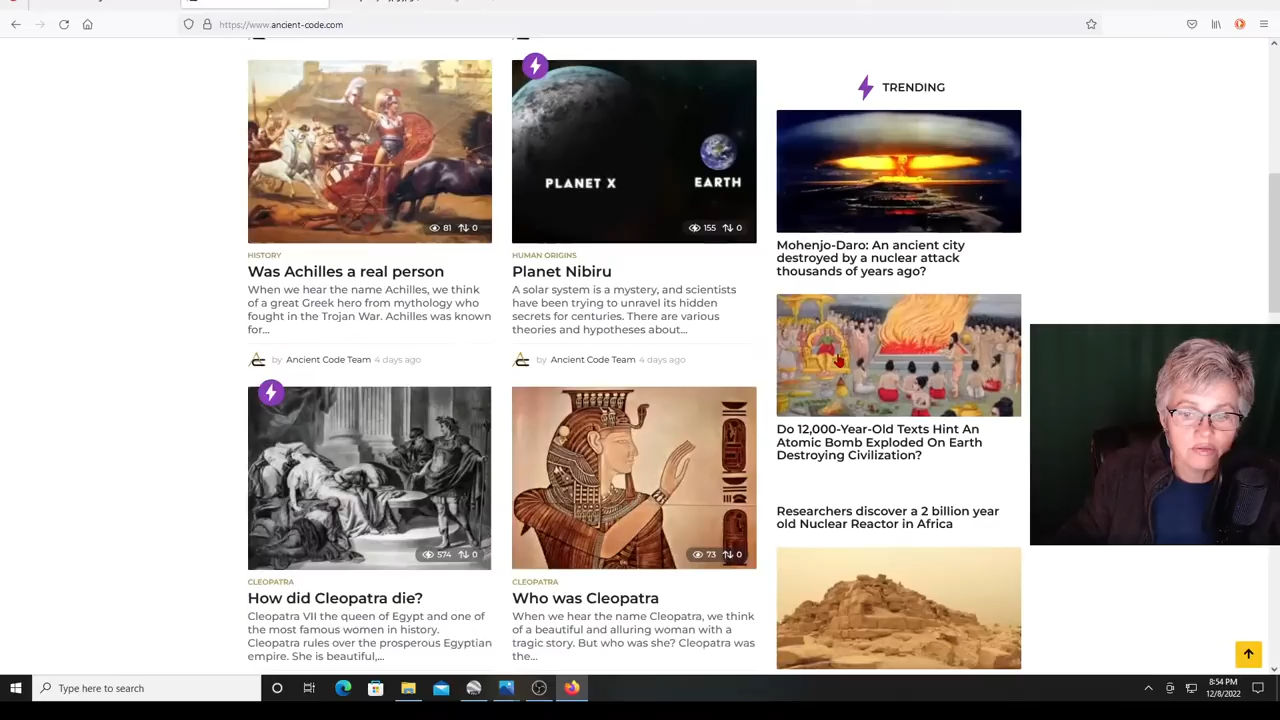 https://www.ancient-code.com
TRENDING
PLANET X
EARTH
81 0
155 0
HISTORY
Was Achilles a real person
When we hear the name Achilles, we think
of a great Greek hero from mythology who
fought in the Trojan War. Achilles was known
for...
by Ancient Code Team 4 days ago
HUMAN ORIGINS
Planet Nibiru
A solar system is a mystery, and scientists
have been trying to unravel its hidden
secrets for centuries. There are various
theories and hypotheses about...
by Ancient Code Team 4 days ago
Mohenjo-Daro: An ancient city
destroyed by a nuclear attack
thousands of years ago?
Do 12,000-Year-Old Texts Hint An
Atomic Bomb Exploded On Earth
Destroying Civilization?
Researchers discover a 2 billion year
old Nuclear Reactor in Africa
574 0
73 0
CLEOPATRA
How did Cleopatra die?
Cleopatra VII the queen of Egypt and one of
the most famous women in history.
Cleopatra rules over the prosperous Egyptian
empire. She is beautiful,...
CLEOPATRA
Who was Cleopatra
When we hear the name Cleopatra, we think
of a beautiful and alluring woman with a
tragic story. But who was she? Cleopatra was
the...
Type here to search
8:54 PM
12/8/2022